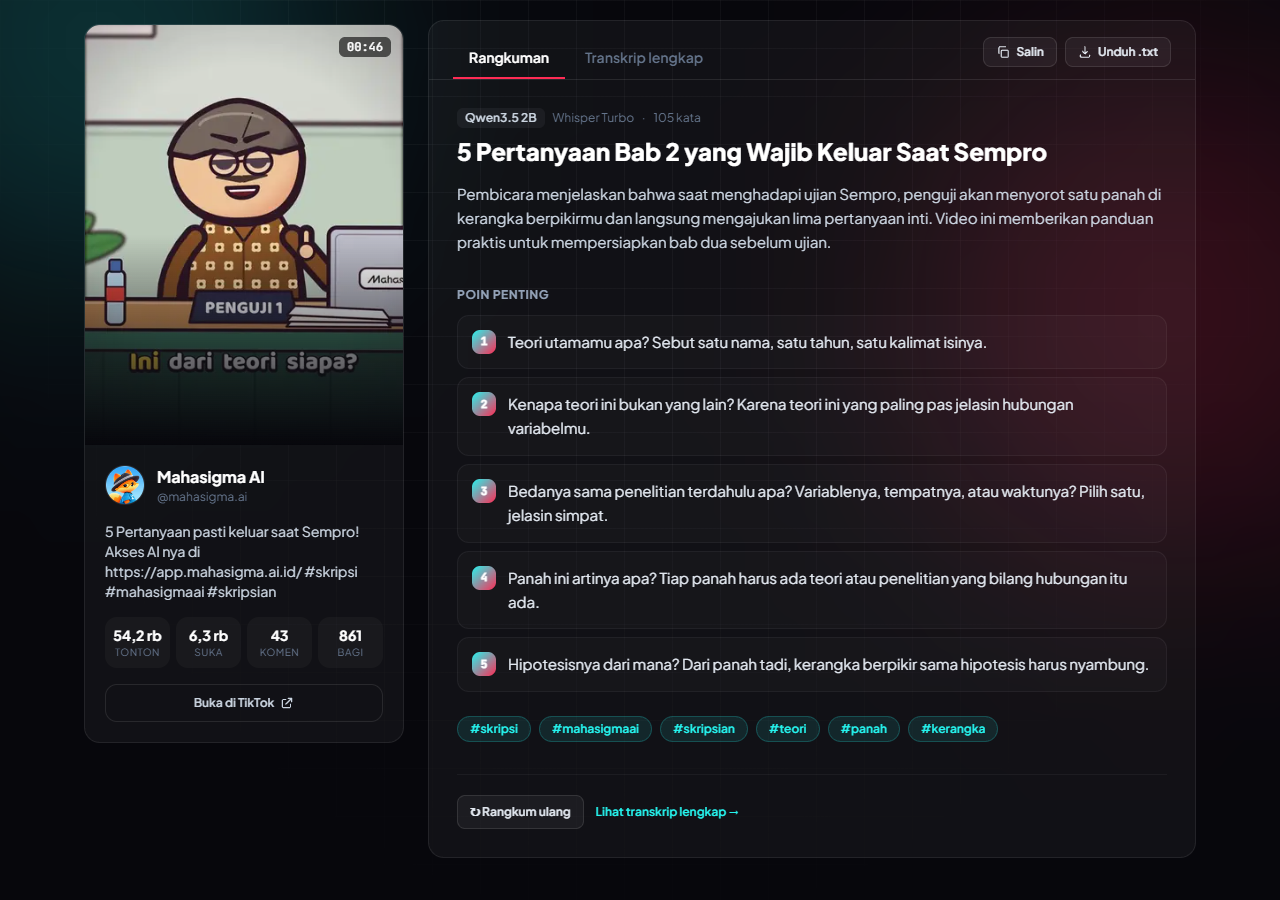 00:46
PENGUJI 1
Ini dari teori siapa?
Mahasigma AI
@mahasigma.ai
5 Pertanyaan pasti keluar saat Sempro!
Akses AI nya di
https://app.mahasigma.ai.id/ #skripsi
#mahasigmaai #skripsian
54,2 rb
TONTON
6,3 rb
SUKA
43
KOMEN
861
BAGI
Buka di TikTok
Rangkuman
Transkrip lengkap
Salin
Unduh .txt
Qwen3.5 2B Whisper Turbo · 105 kata
5 Pertanyaan Bab 2 yang Wajib Keluar Saat Sempro
Pembicara menjelaskan bahwa saat menghadapi ujian Sempro, penguji akan menyorot satu panah di
kerangka berpikirmu dan langsung mengajukan lima pertanyaan inti. Video ini memberikan panduan
praktis untuk mempersiapkan bab dua sebelum ujian.
POIN PENTING
1 Teori utamamu apa? Sebut satu nama, satu tahun, satu kalimat isinya.
2 Kenapa teori ini bukan yang lain? Karena teori ini yang paling pas jelasin hubungan
variabelmu.
3 Bedanya sama penelitian terdahulu apa? Variablenya, tempatnya, atau waktunya? Pilih satu,
jelasin simpat.
4 Panah ini artinya apa? Tiap panah harus ada teori atau penelitian yang bilang hubungan itu
ada.
5 Hipotesisnya dari mana? Dari panah tadi, kerangka berpikir sama hipotesis harus nyambung.
#skripsi #mahasigmaai #skripsian #teori #panah #kerangka
↻ Rangkum ulang
Lihat transkrip lengkap →